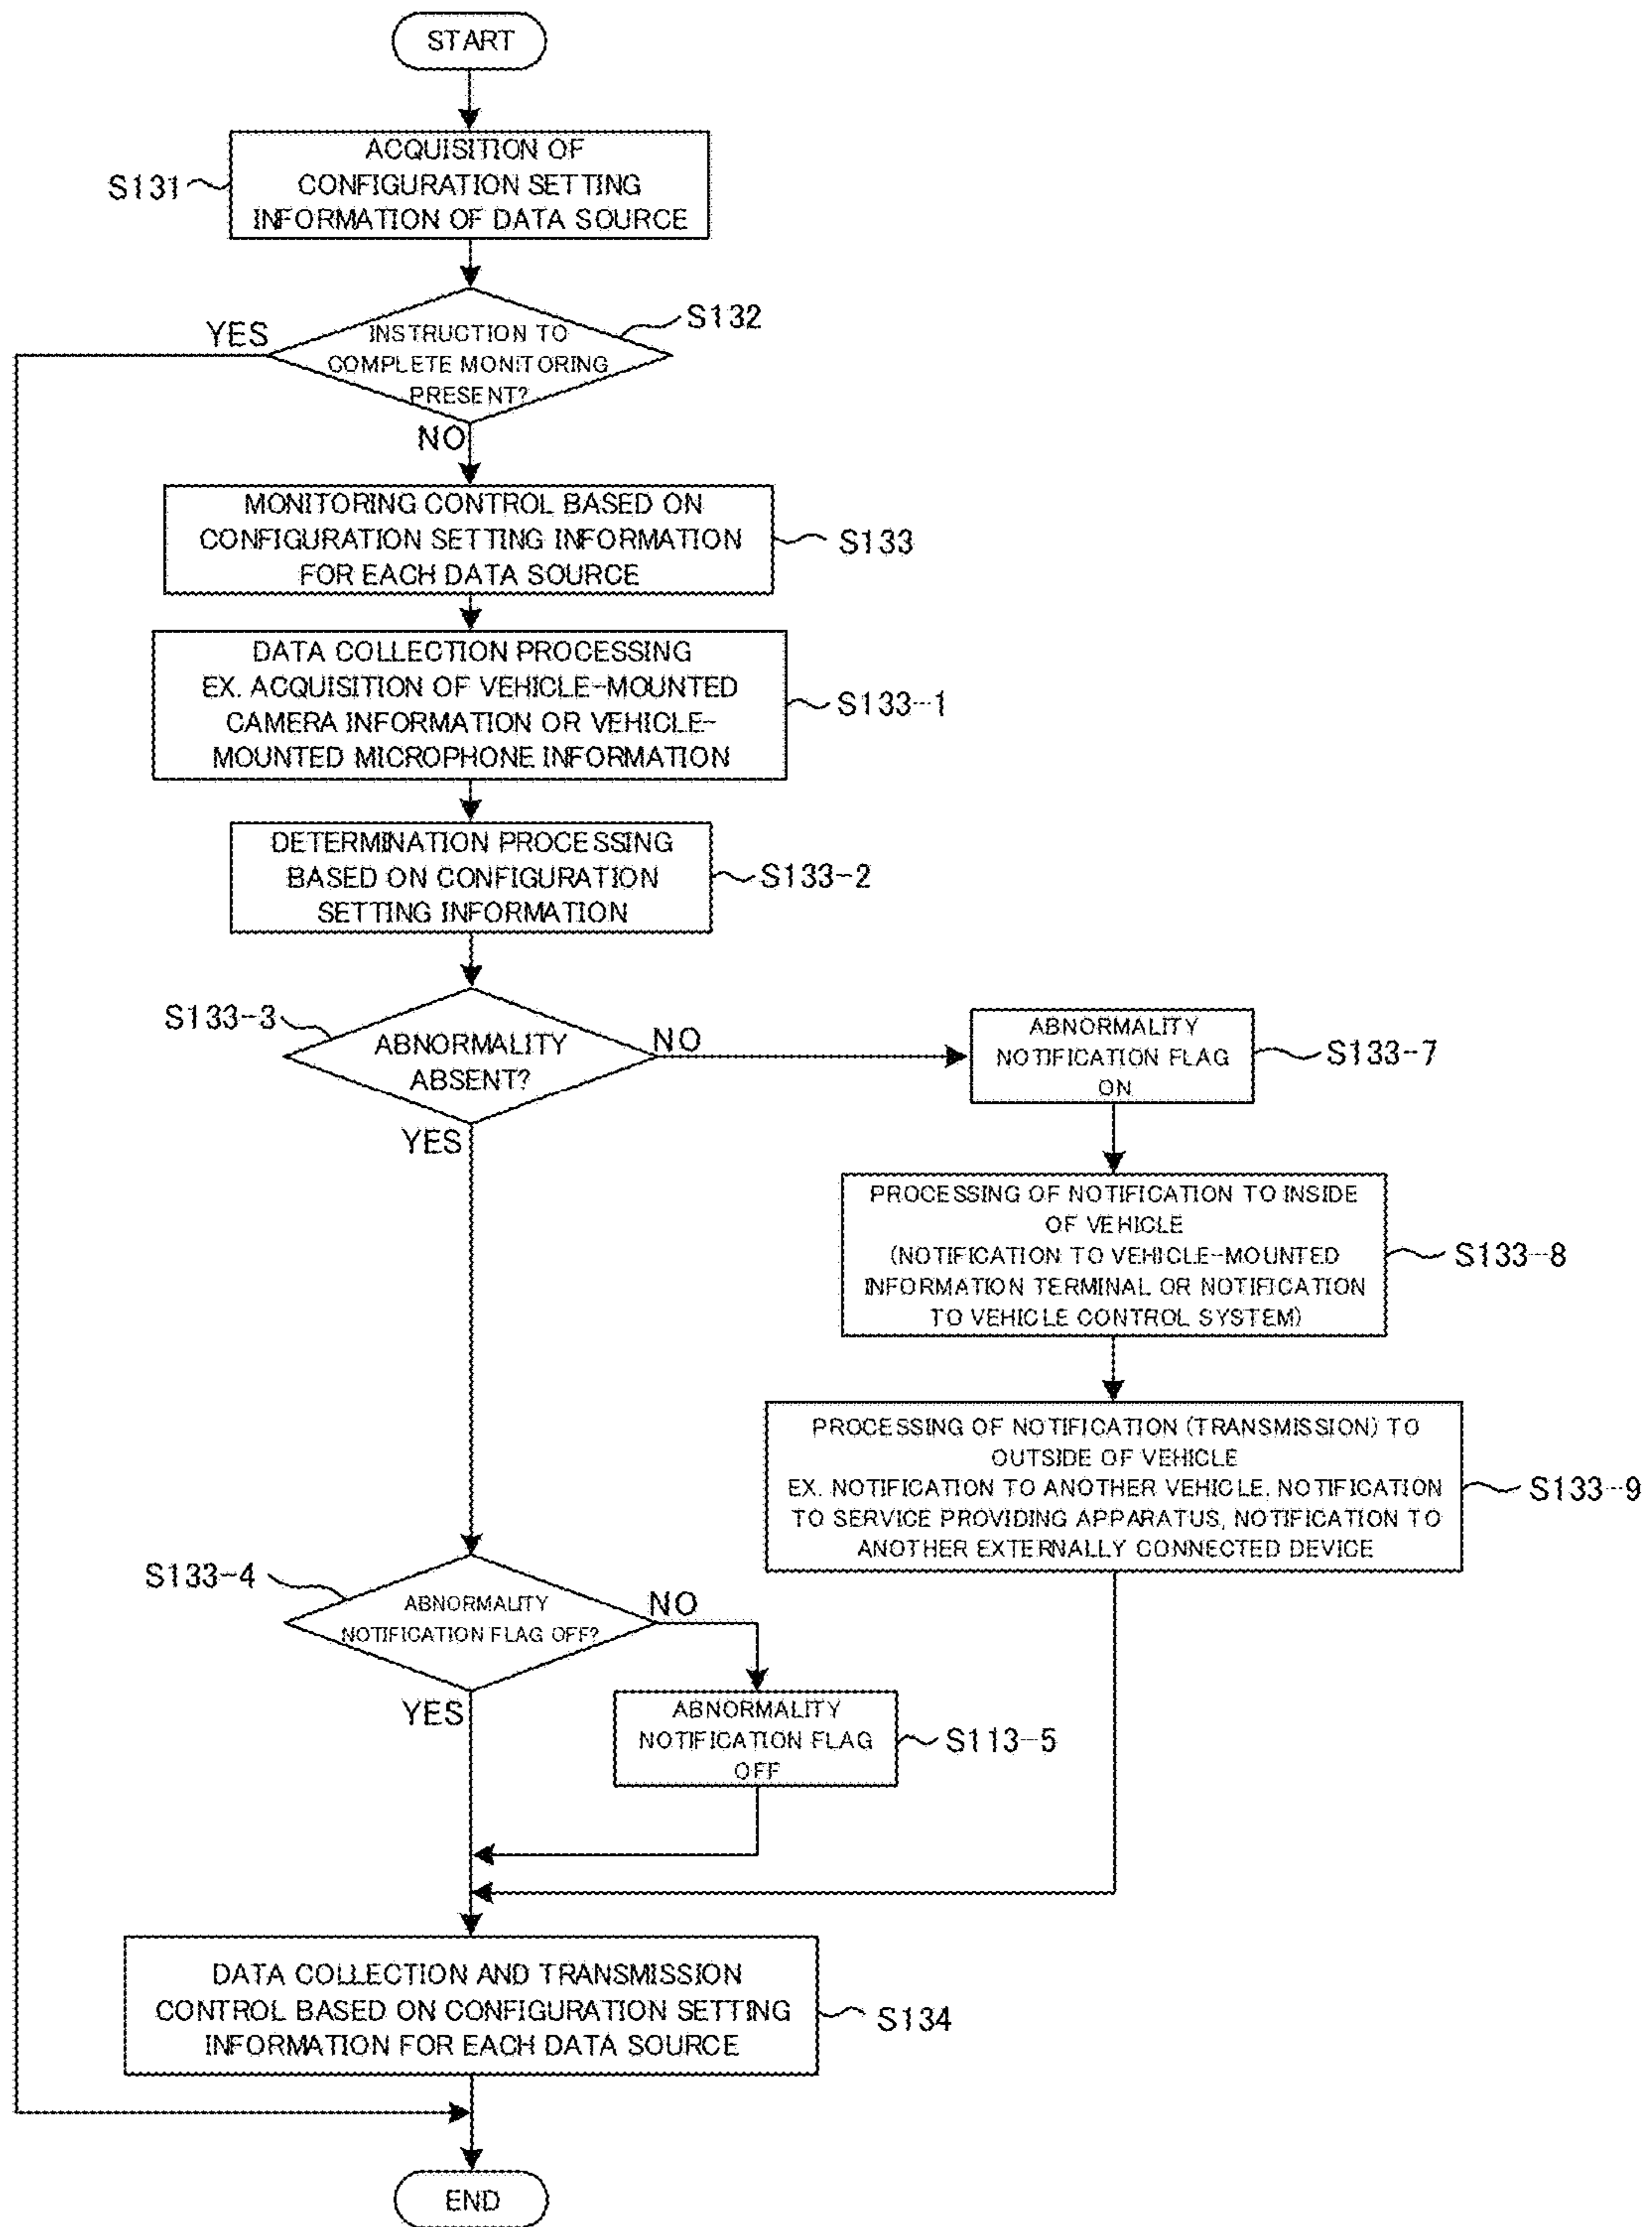 START
ACQUISITION OF
CONFIGURATION SETTING
INFORMATION OF DATA SOURCE
S131
INSTRUCTION TO
COMPLETE MONITORING
PRESENT?
S132
YES
NO
MONITORING CONTROL BASED ON
CONFIGURATION SETTING INFORMATION
FOR EACH DATA SOURCE
S133
DATA COLLECTION PROCESSING
EX. ACQUISITION OF VEHICLE-MOUNTED
CAMERA INFORMATION OR VEHICLE-
MOUNTED MICROPHONE INFORMATION
S133-1
DETERMINATION PROCESSING
BASED ON CONFIGURATION
SETTING INFORMATION
S133-2
S133-3
ABNORMALITY
ABSENT?
NO
YES
ABNORMALITY
NOTIFICATION FLAG
ON
S133-7
PROCESSING OF NOTIFICATION TO INSIDE
OF VEHICLE
(NOTIFICATION TO VEHICLE-MOUNTED
INFORMATION TERMINAL OR NOTIFICATION
TO VEHICLE CONTROL SYSTEM)
S133-8
PROCESSING OF NOTIFICATION (TRANSMISSION) TO
OUTSIDE OF VEHICLE
EX. NOTIFICATION TO ANOTHER VEHICLE, NOTIFICATION
TO SERVICE PROVIDING APPARATUS, NOTIFICATION TO
ANOTHER EXTERNALLY CONNECTED DEVICE
S133-9
S133-4
ABNORMALITY
NOTIFICATION FLAG OFF?
NO
YES
ABNORMALITY
NOTIFICATION FLAG
OFF
S113-5
DATA COLLECTION AND TRANSMISSION
CONTROL BASED ON CONFIGURATION SETTING
INFORMATION FOR EACH DATA SOURCE
S134
END